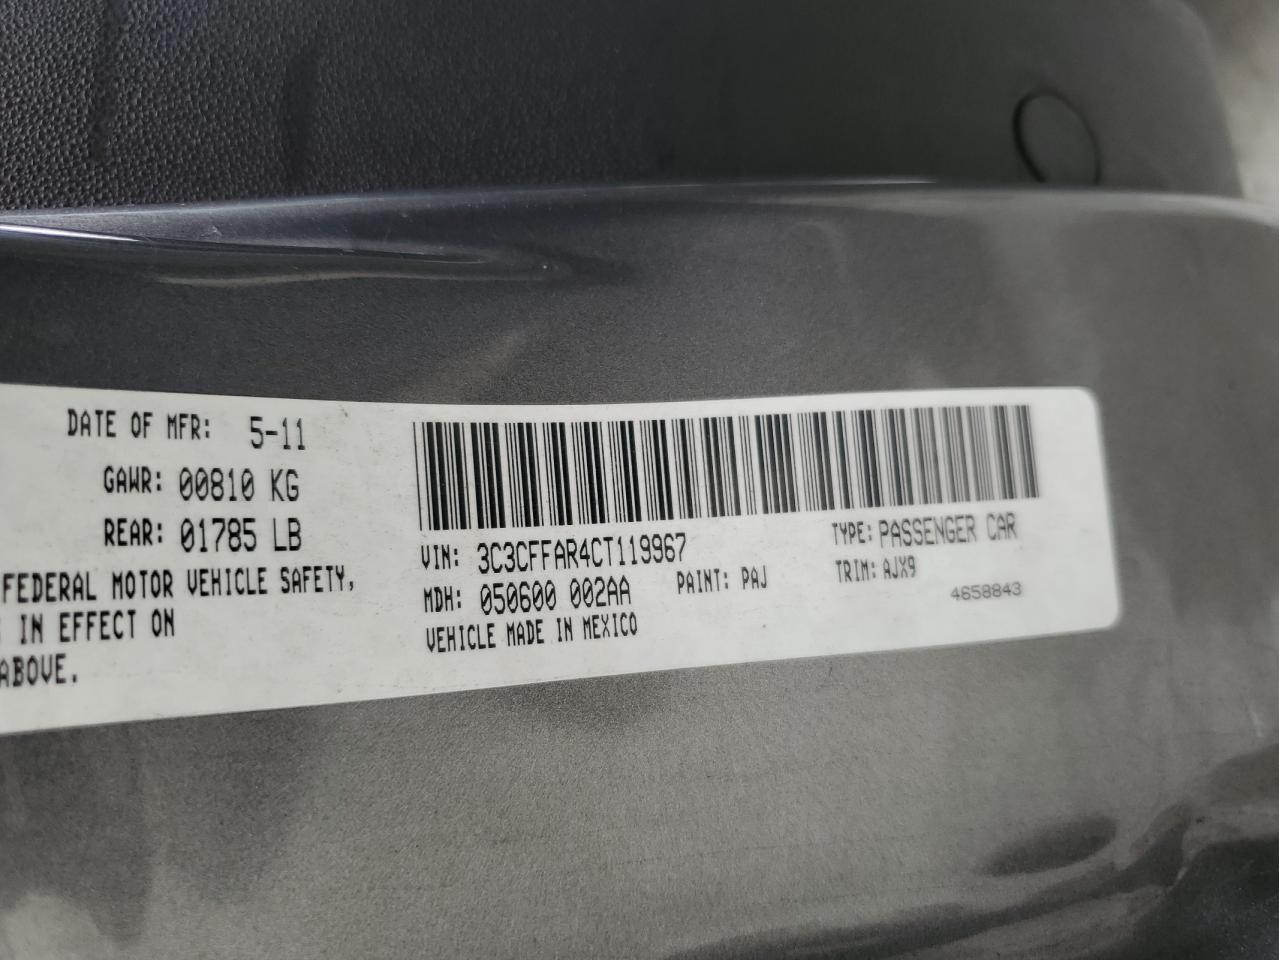 DATE OF MFR: 5-11
GAWR: 00810 KG
REAR: 01785 LB
FEDERAL MOTOR VEHICLE SAFETY,
IN EFFECT ON
ABOVE.
VIN: 3C3CFFAR4CT119967
TYPE: PASSENGER CAR
MDH: 050600 002AA
PAINT: PAJ
TRIM: AJX9
VEHICLE MADE IN MEXICO
4658843